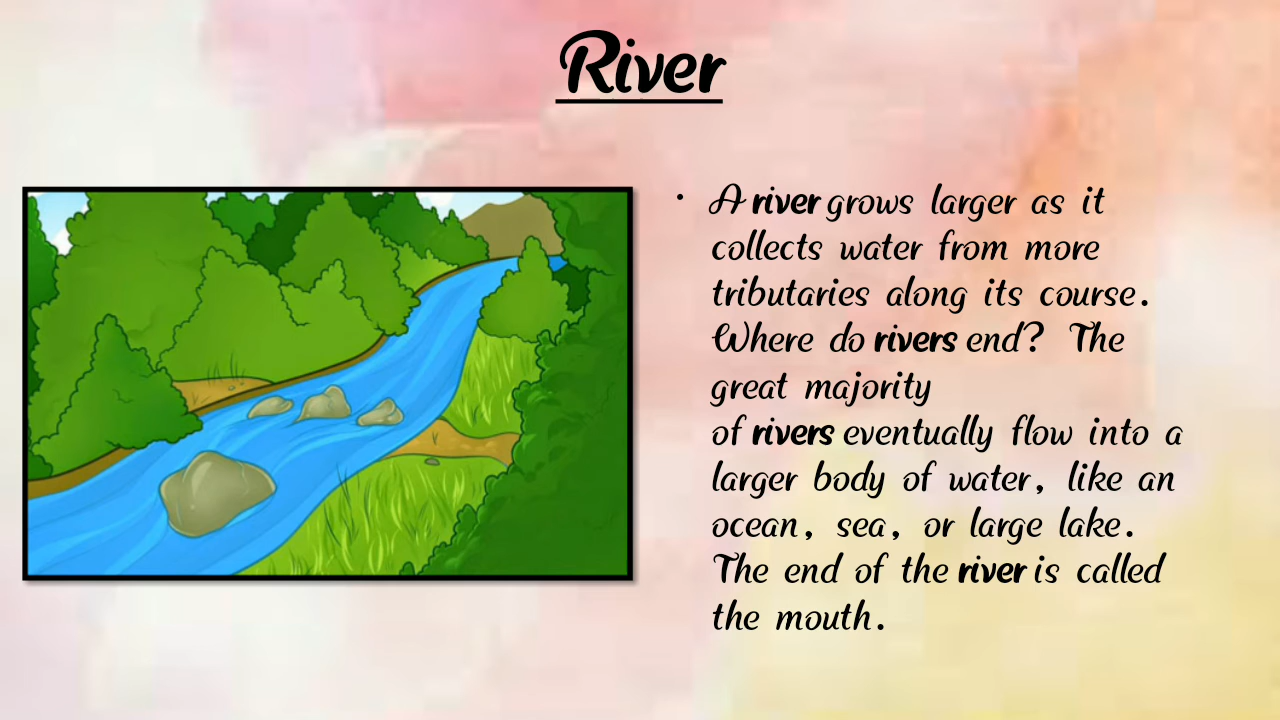 River
• A river grows larger as it
collects water from more
tributaries along its course.
Where do rivers end? The
great majority
of rivers eventually flow into a
larger body of water, like an
ocean, sea, or large lake.
The end of the river is called
the mouth.